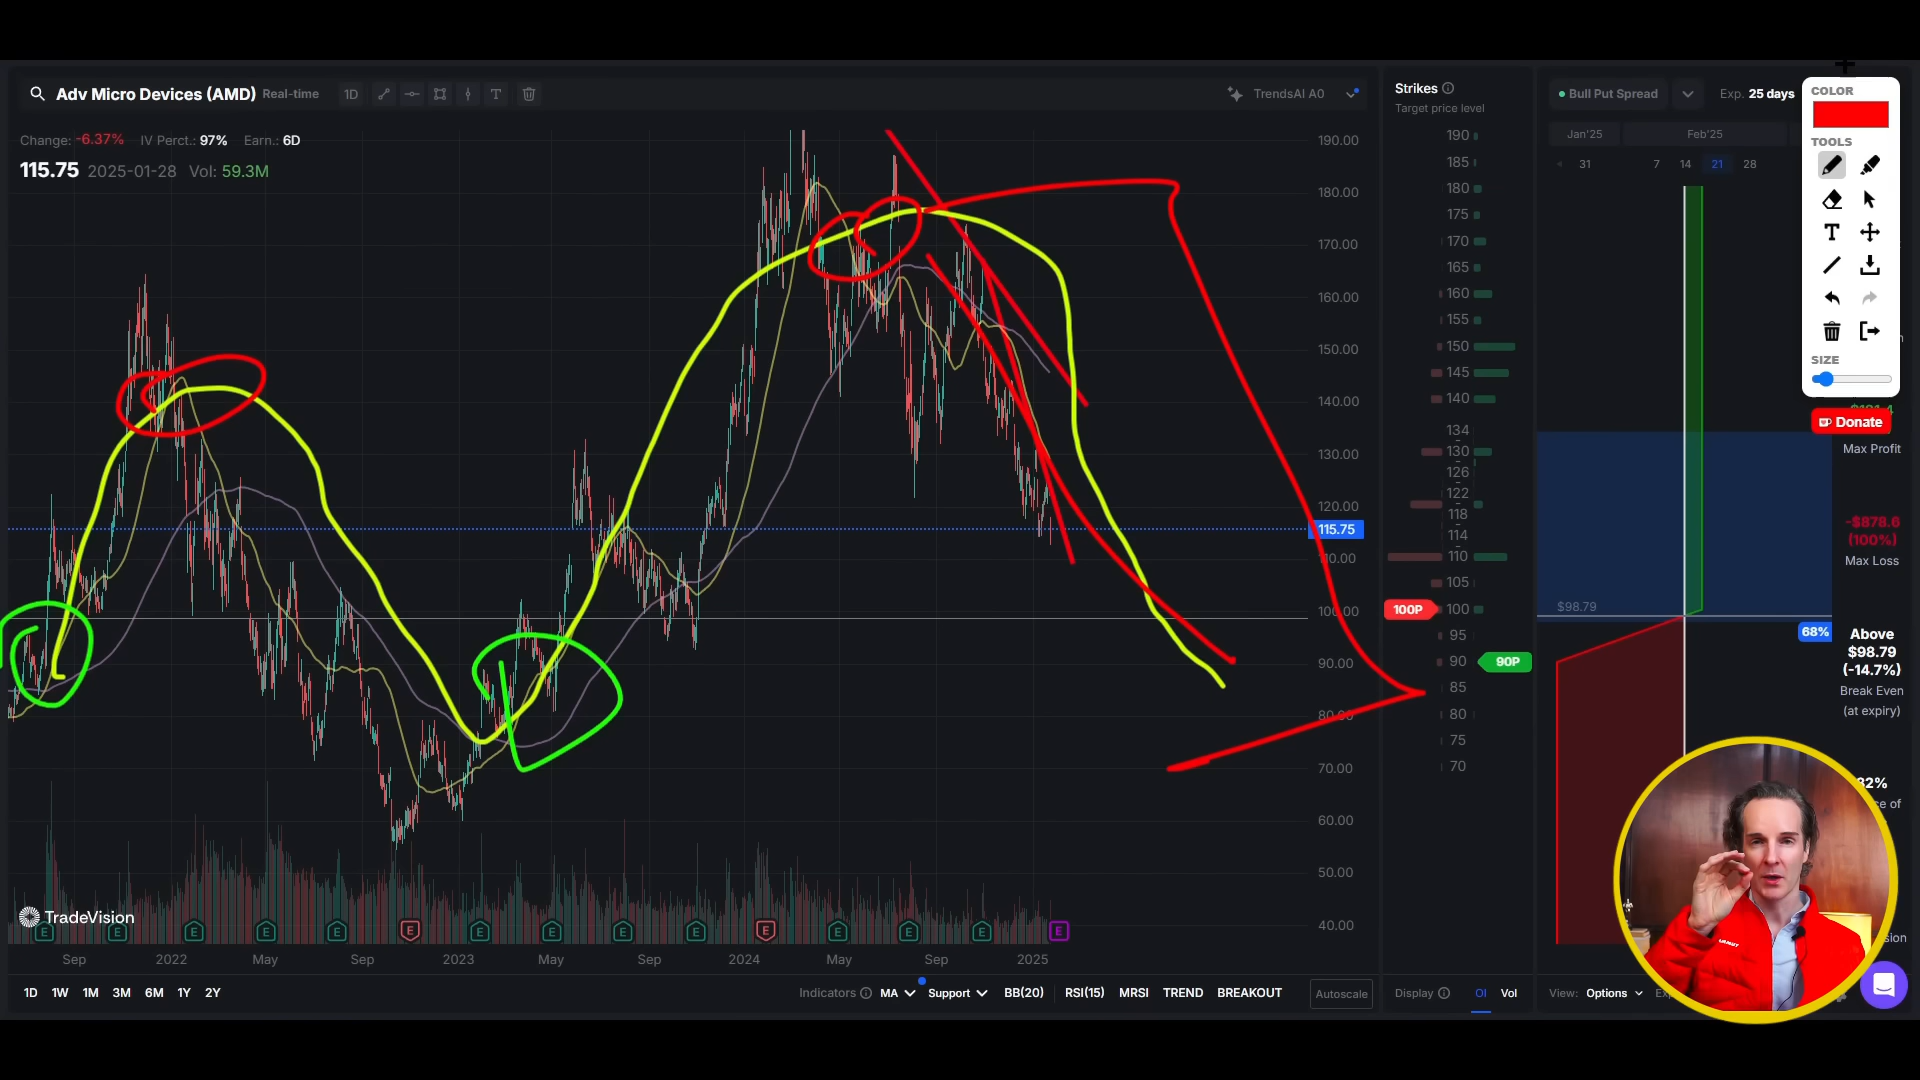 Adv Micro Devices (AMD) Real-time 1D T TrendsAI A0
Change: -6.37% IV Perct.: 97% Earn.: 6D
115.75 2025-01-28 Vol: 59.3M
190.00
180.00
170.00
160.00
150.00
140.00
130.00
120.00
115.75
110.00
100.00
90.00
80.00
70.00
60.00
50.00
40.00
TradeVision
E E E E E E E E E E E E E E E
Sep 2022 May Sep 2023 May Sep 2024 May Sep 2025
1D 1W 1M 3M 6M 1Y 2Y
Indicators MA Support BB(20) RSI(15) MRSI TREND BREAKOUT Autoscale
Strikes
Target price level
190
185
180
175
170
165
160
155
150
145
140
134
130
126
122
118
114
110
105
100P 100
95
90 90P
85
80
75
70
Display OI Vol
Bull Put Spread Exp. 25 days
Jan'25 Feb'25
31 7 14 21 28
COLOR
TOOLS
T
SIZE
Donate
Max Profit
-$878.6
(100%)
Max Loss
$98.79
68%
Above
$98.79
(-14.7%)
Break Even
(at expiry)
View: Options